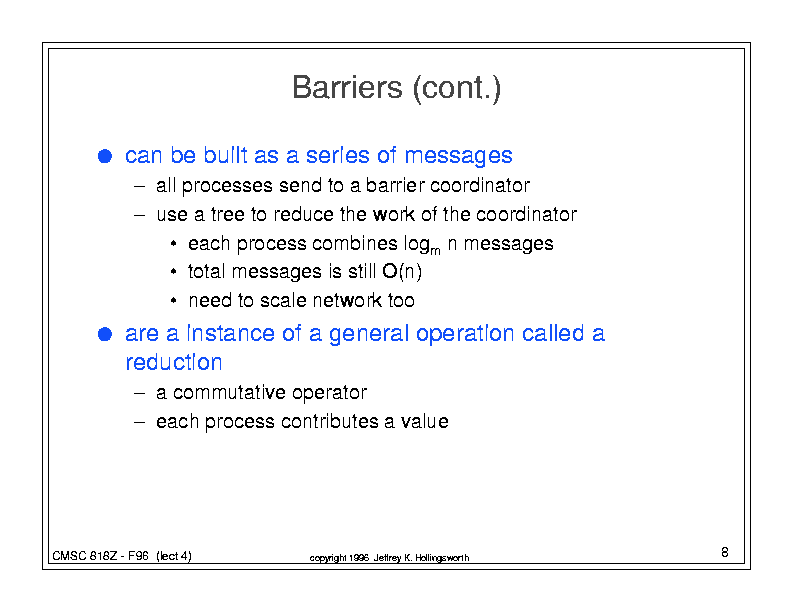 Barriers (cont.)
● can be built as a series of messages
– all processes send to a barrier coordinator
– use a tree to reduce the work of the coordinator
• each process combines logm n messages
• total messages is still O(n)
• need to scale network too
● are a instance of a general operation called a
reduction
– a commutative operator
– each process contributes a value
CMSC 818Z - F96 (lect 4)
copyright 1996 Jeffrey K. Hollingsworth
8